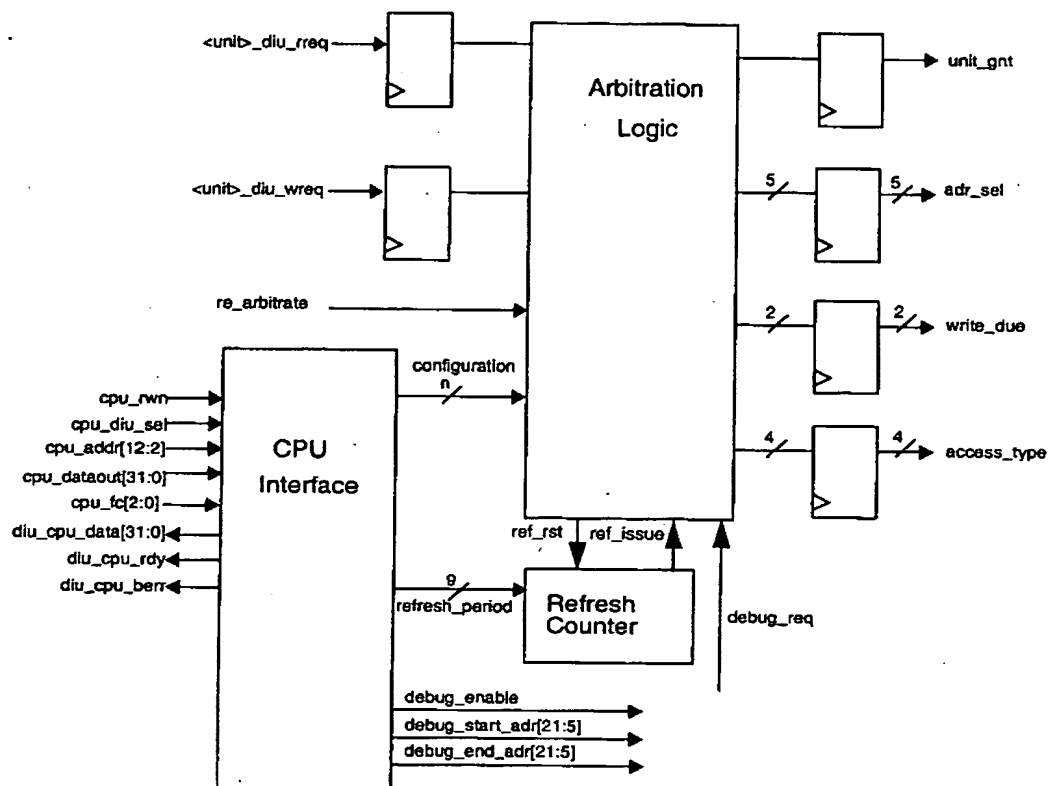 <unit>_diu_rreq
Arbitration
Logic
unit_gnt
<unit>_diu_wreq
5
5
adr_sel
re_arbitrate
2
2
write_due
configuration
n
cpu_rwn
cpu_diu_sel
cpu_addr[12:2]
cpu_dataout[31:0]
cpu_fc[2:0]
diu_cpu_data[31:0]
diu_cpu_rdy
diu_cpu_berr
CPU
Interface
4
4
access_type
ref_rst
ref_issue
9
refresh_period
Refresh
Counter
debug_req
debug_enable
debug_start_adr[21:5]
debug_end_adr[21:5]